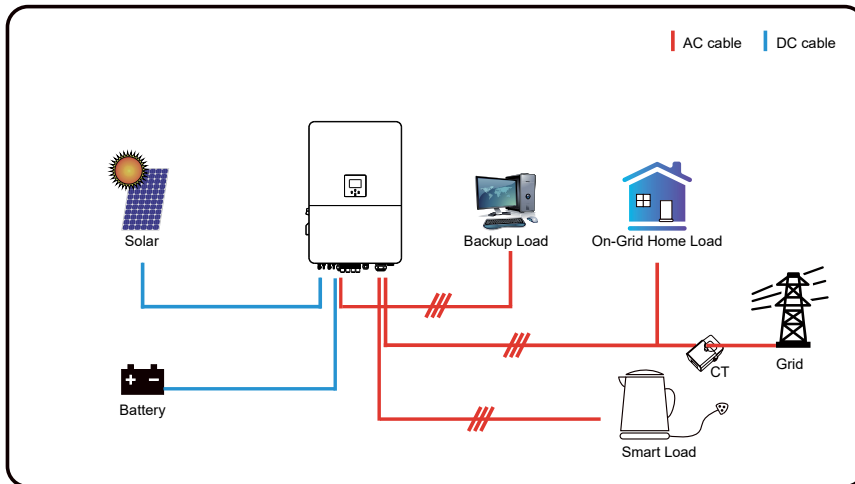 AC cable
DC cable
Solar
Backup Load
On-Grid Home Load
CT
Grid
Battery
Smart Load